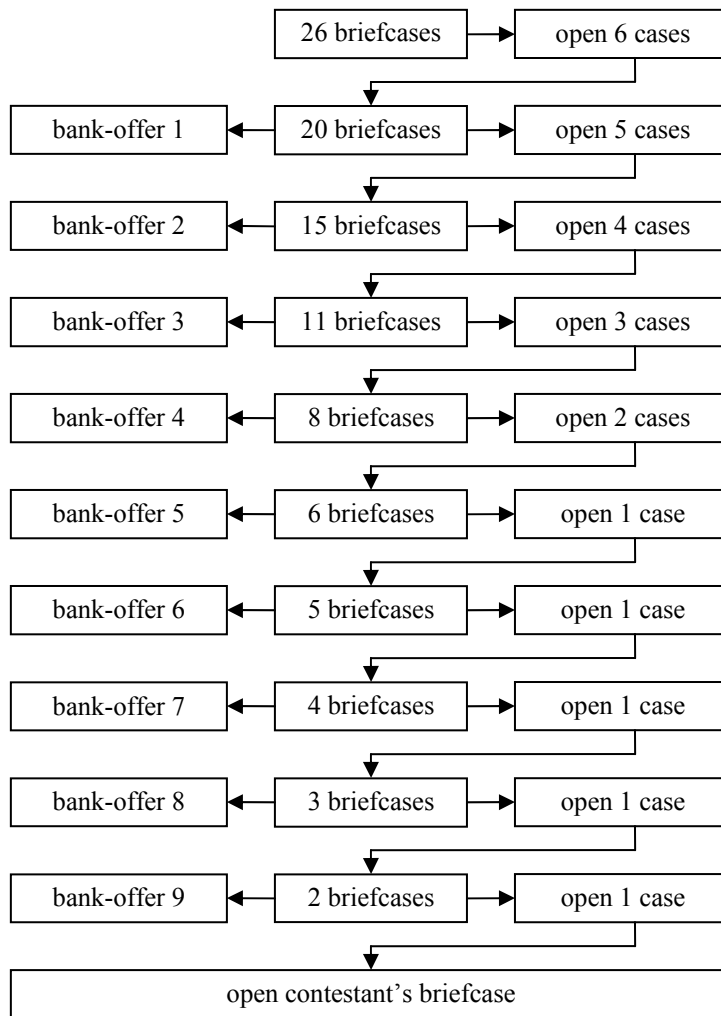 26 briefcases
open 6 cases
bank-offer 1
20 briefcases
open 5 cases
bank-offer 2
15 briefcases
open 4 cases
bank-offer 3
11 briefcases
open 3 cases
bank-offer 4
8 briefcases
open 2 cases
bank-offer 5
6 briefcases
open 1 case
bank-offer 6
5 briefcases
open 1 case
bank-offer 7
4 briefcases
open 1 case
bank-offer 8
3 briefcases
open 1 case
bank-offer 9
2 briefcases
open 1 case
open contestant’s briefcase